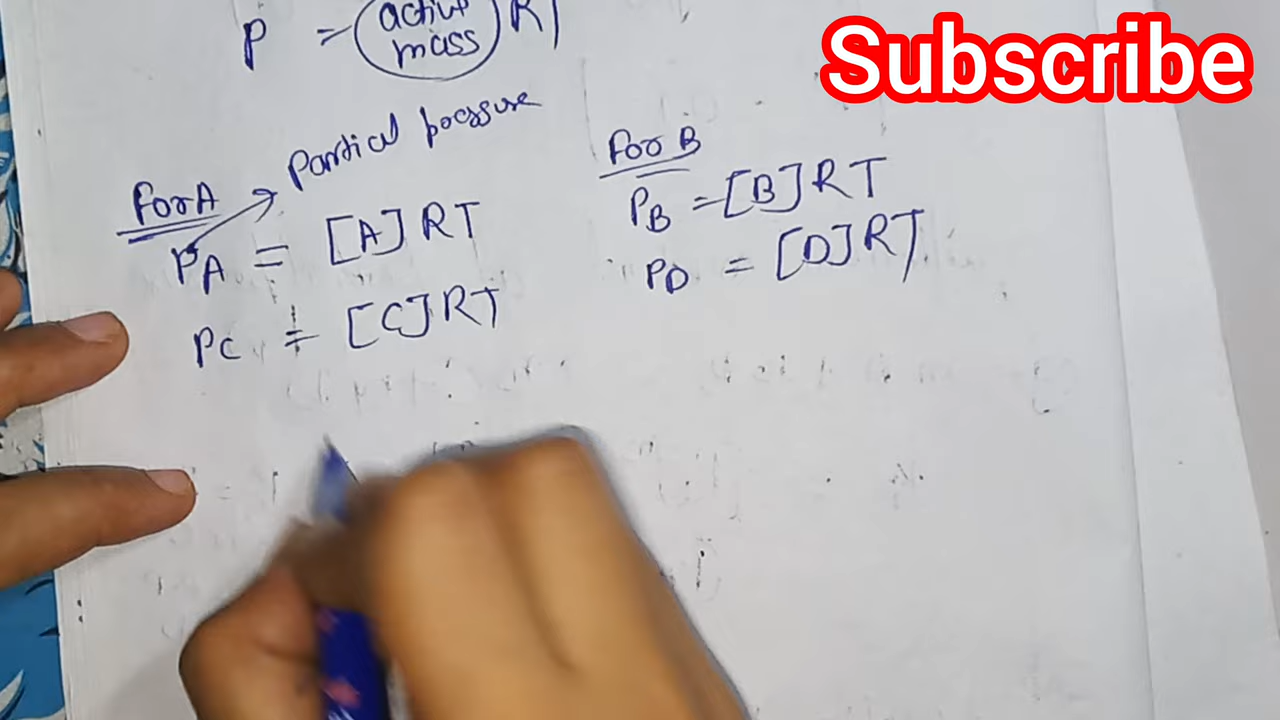 Subscribe
P = active mass RT
Partial pressure
For A
PA = [A] RT
PC = [C] RT
For B
PB = [B] RT
PD = [D] RT